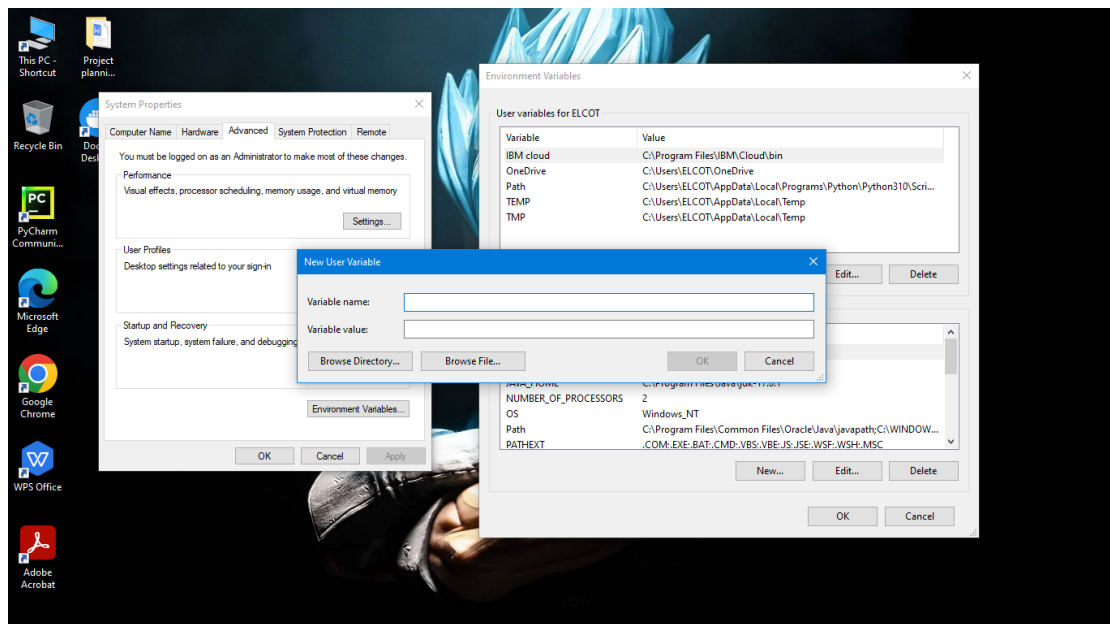 This PC -
Shortcut
Project
planni...
Recycle Bin
PC
PyCharm
Communi...
Microsoft
Edge
Google
Chrome
WPS Office
Adobe
Acrobat
System Properties
Computer Name
Hardware
Advanced
System Protection
Remote
You must be logged on as an Administrator to make most of these changes.
Performance
Visual effects, processor scheduling, memory usage, and virtual memory
Settings...
User Profiles
Desktop settings related to your sign-in
Startup and Recovery
System startup, system failure, and debugging
Environment Variables...
OK
Cancel
Apply
Environment Variables
User variables for ELCOT
Variable Value
IBM cloud C:\Program Files\IBM\Cloud\bin
OneDrive C:\Users\ELCOT\OneDrive
Path C:\Users\ELCOT\AppData\Local\Programs\Python\Python310\Scri...
TEMP C:\Users\ELCOT\AppData\Local\Temp
TMP C:\Users\ELCOT\AppData\Local\Temp
Edit...
Delete
New User Variable
Variable name:
Variable value:
Browse Directory...
Browse File...
OK
Cancel
NUMBER_OF_PROCESSORS 2
OS Windows_NT
Path C:\Program Files\Common Files\Oracle\Java\javapath;C:\WINDOW...
PATHEXT .COM;.EXE;.BAT;.CMD;.VBS;.VBE;.JS;.JSE;.WSF;.WSH;.MSC
New...
Edit...
Delete
OK
Cancel